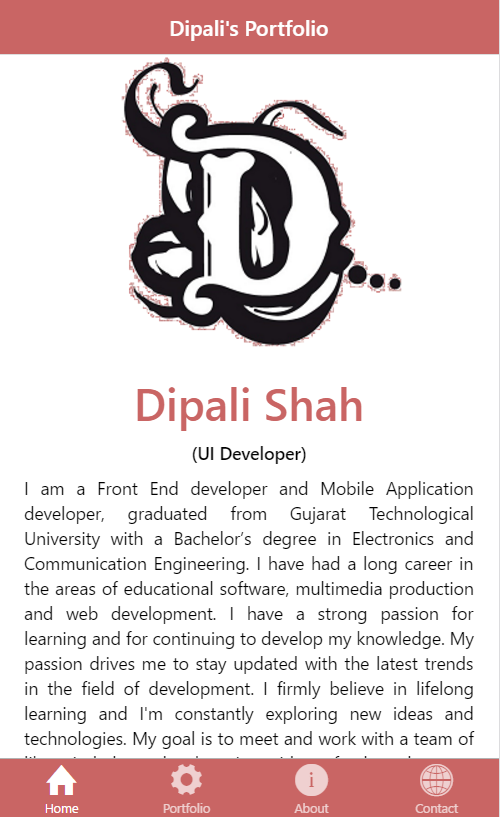 Dipali's Portfolio
D
Dipali Shah
(UI Developer)
I am a Front End developer and Mobile Application
developer, graduated from Gujarat Technological
University with a Bachelor’s degree in Electronics and
Communication Engineering. I have had a long career in
the areas of educational software, multimedia production
and web development. I have a strong passion for
learning and for continuing to develop my knowledge. My
passion drives me to stay updated with the latest trends
in the field of development. I firmly believe in lifelong
learning and I'm constantly exploring new ideas and
technologies. My goal is to meet and work with a team of
Home Portfolio About Contact